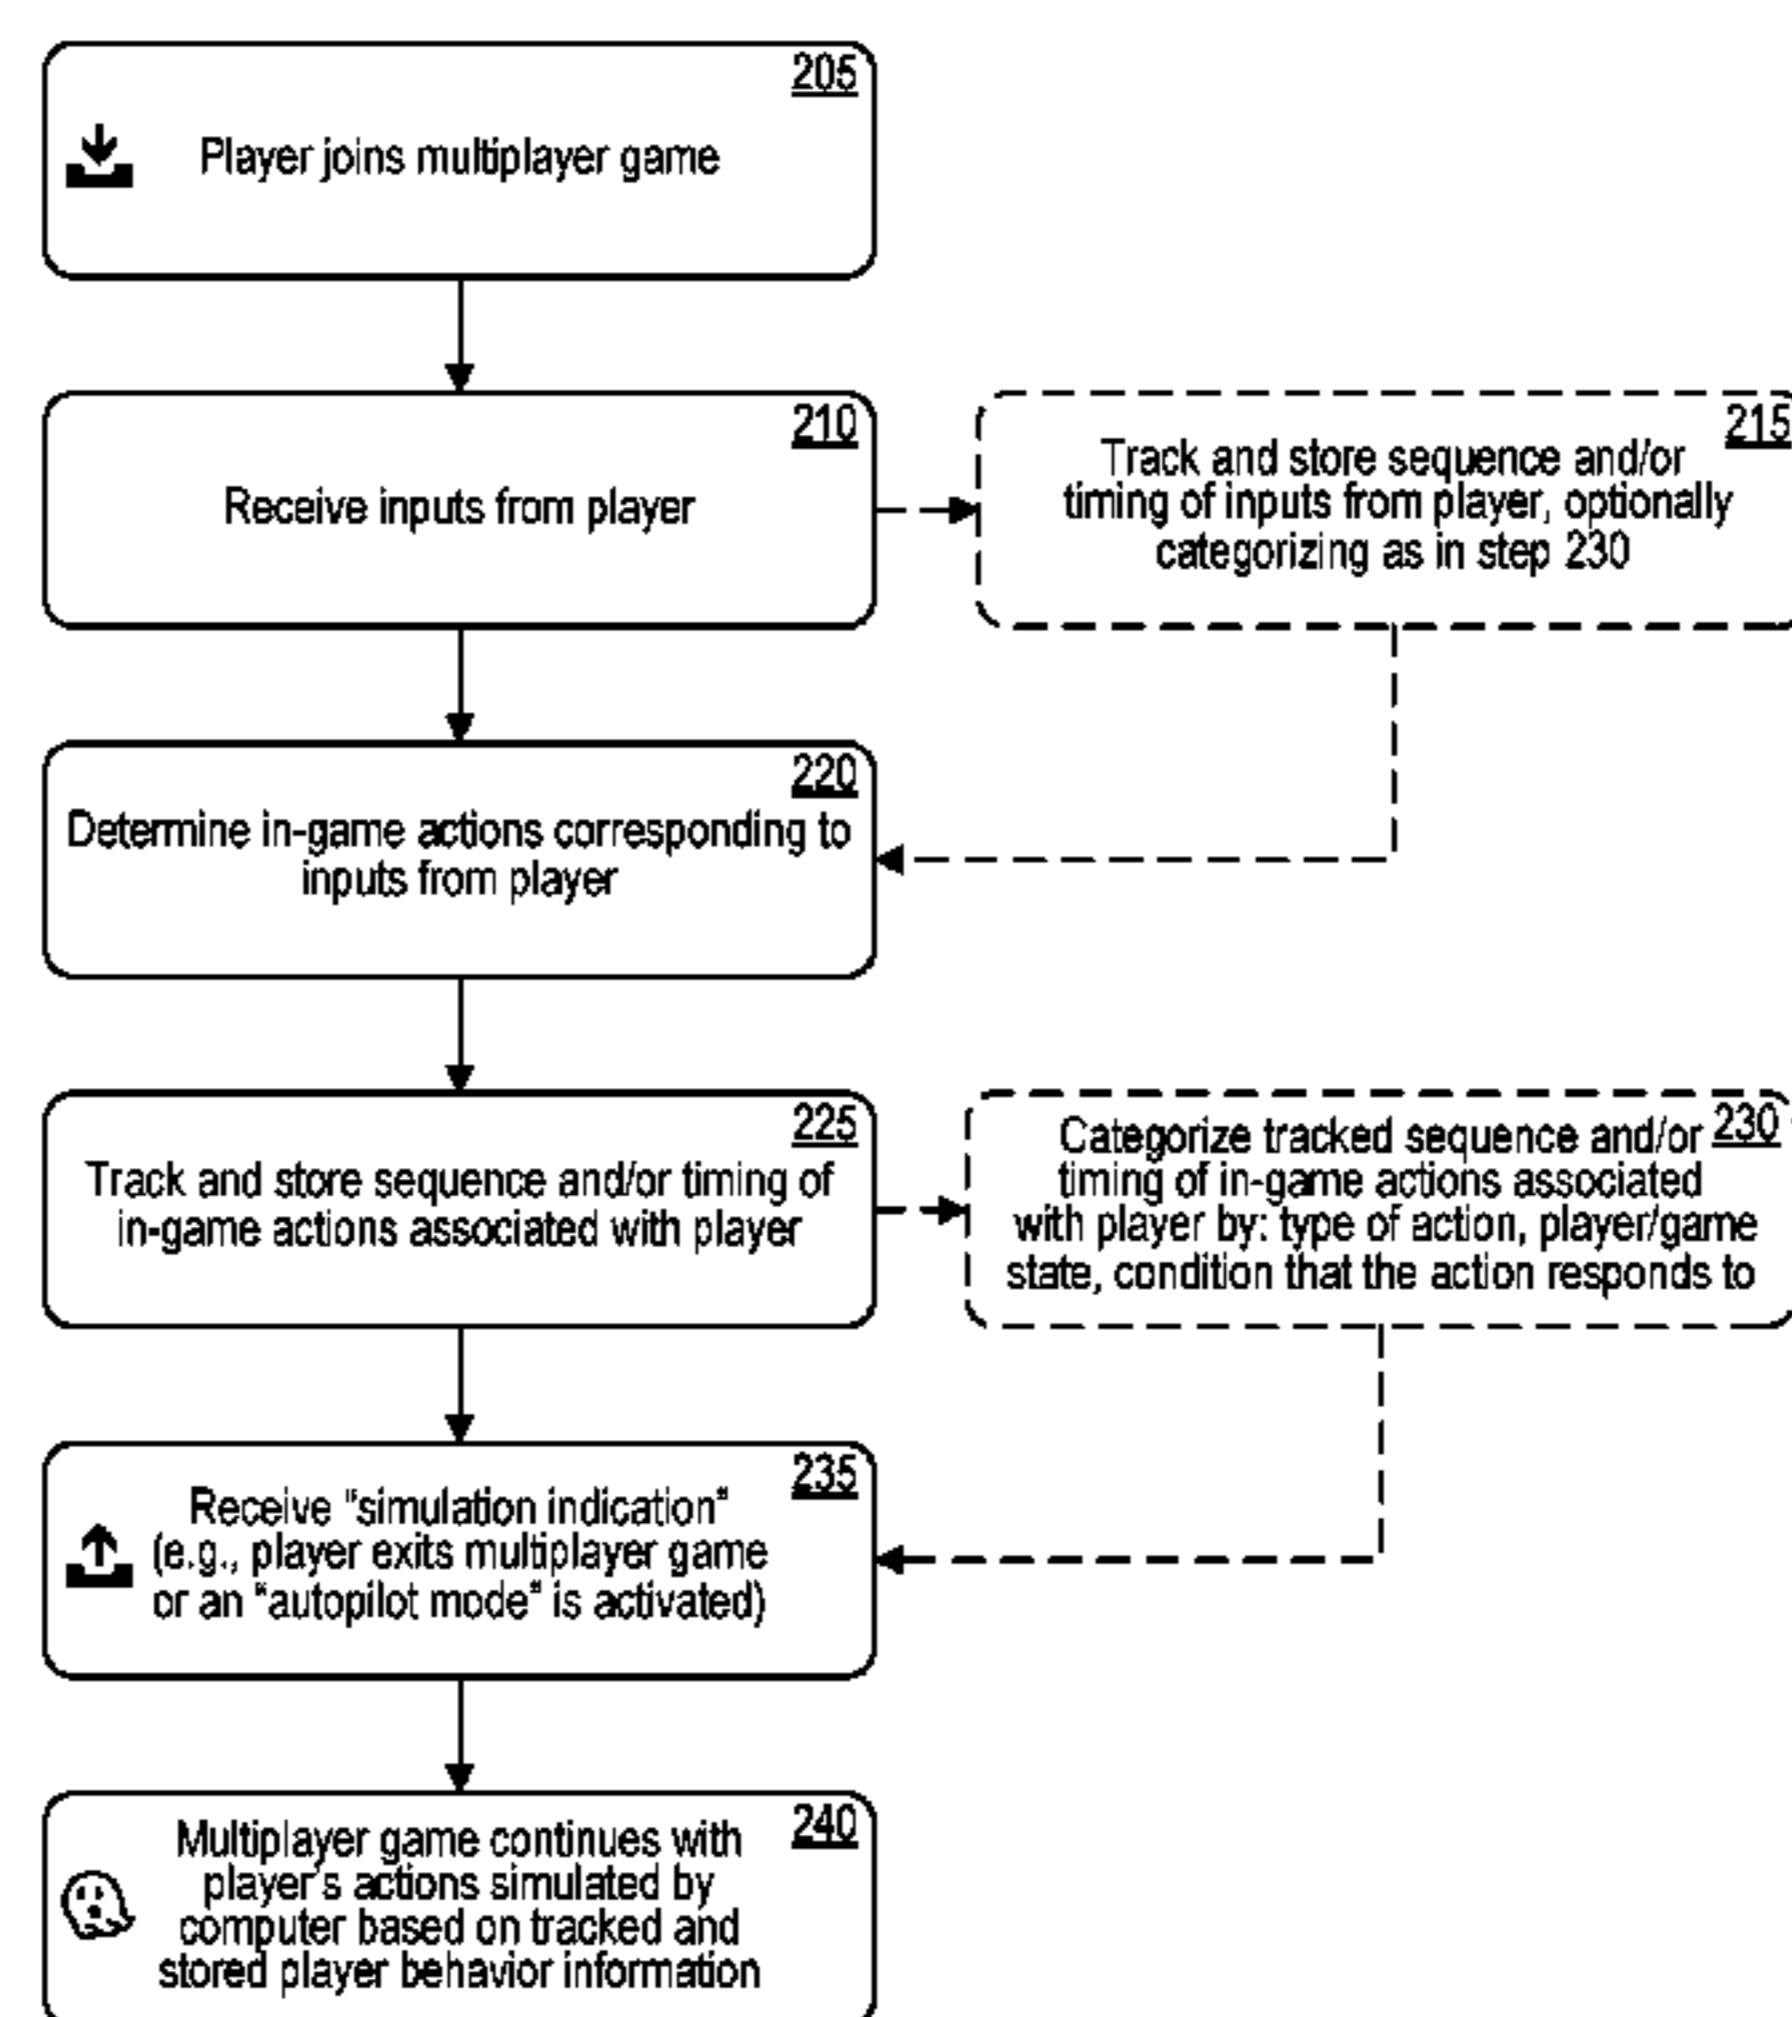 205
Player joins multiplayer game
210
Receive inputs from player
215
Track and store sequence and/or
timing of inputs from player, optionally
categorizing as in step 230
220
Determine in-game actions corresponding to
inputs from player
225
Track and store sequence and/or timing of
in-game actions associated with player
230
Categorize tracked sequence and/or
timing of in-game actions associated
with player by: type of action, player/game
state, condition that the action responds to
235
Receive "simulation indication"
(e.g., player exits multiplayer game
or an "autopilot mode" is activated)
240
Multiplayer game continues with
player's actions simulated by
computer based on tracked and
stored player behavior information